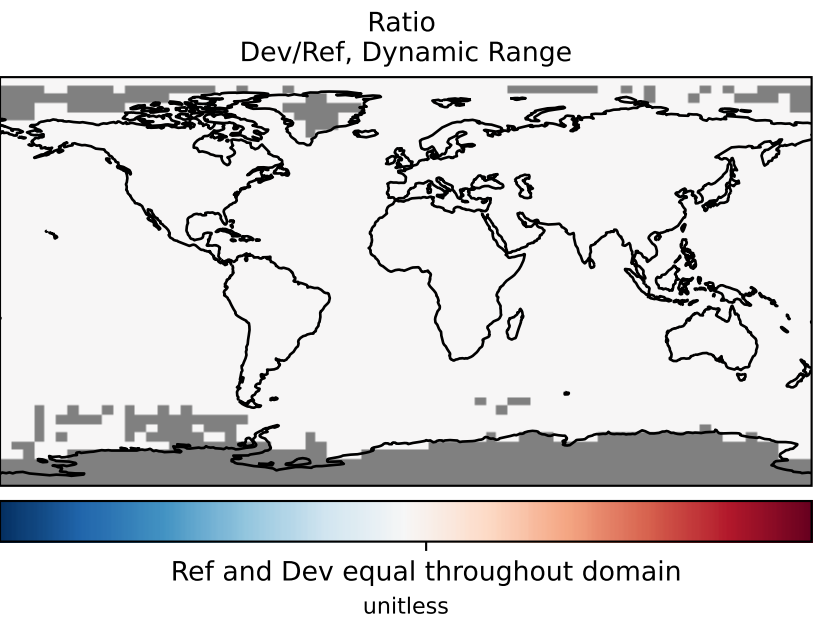 Ratio
Dev/Ref, Dynamic Range
Ref and Dev equal throughout domain
unitless